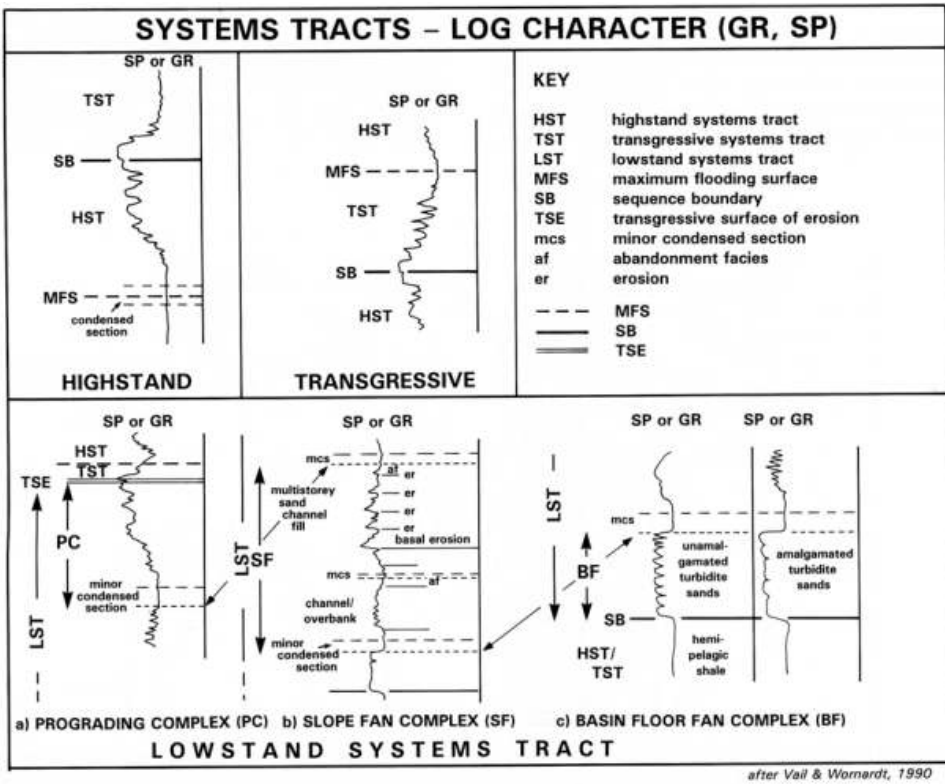 SYSTEMS TRACTS – LOG CHARACTER (GR, SP)
SP or GR
TST
SB
HST
MFS
condensed
section
HIGHSTAND
SP or GR
HST
MFS
TST
SB
HST
TRANSGRESSIVE
KEY
HST highstand systems tract
TST transgressive systems tract
LST lowstand systems tract
MFS maximum flooding surface
SB sequence boundary
TSE transgressive surface of erosion
mcs minor condensed section
af abandonment facies
er erosion
MFS
SB
TSE
SP or GR
HST
TST
TSE
PC
minor
condensed
section
LST
a) PROGRADING COMPLEX (PC)
SP or GR
mcs
af
er
multistorey
sand
channel
fill
er
er
er
basal erosion
LST
SF
mcs
af
channel/
overbank
minor
condensed
section
b) SLOPE FAN COMPLEX (SF)
SP or GR
SP or GR
LST
mcs
BF
unamal-
gamated
turbidite
sands
amalgamated
turbidite
sands
SB
HST/
TST
hemi-
pelagic
shale
c) BASIN FLOOR FAN COMPLEX (BF)
LOWSTAND SYSTEMS TRACT
after Vail & Wornardt, 1990